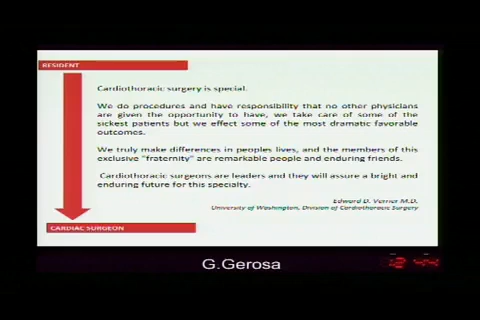 RESIDENT
Cardiothoracic surgery is special.
We do procedures and have responsibility that no other physicians
are given the opportunity to have, we take care of some of the
sickest patients but we effect some of the most dramatic favorable
outcomes.
We truly make differences in peoples lives, and the members of this
exclusive "fraternity" are remarkable people and enduring friends.
Cardiothoracic surgeons are leaders and they will assure a bright and
enduring future for this specialty.
Edward D. Verrier M.D.
University of Washington, Division of Cardiothoracic Surgery
CARDIAC SURGEON
G.Gerosa